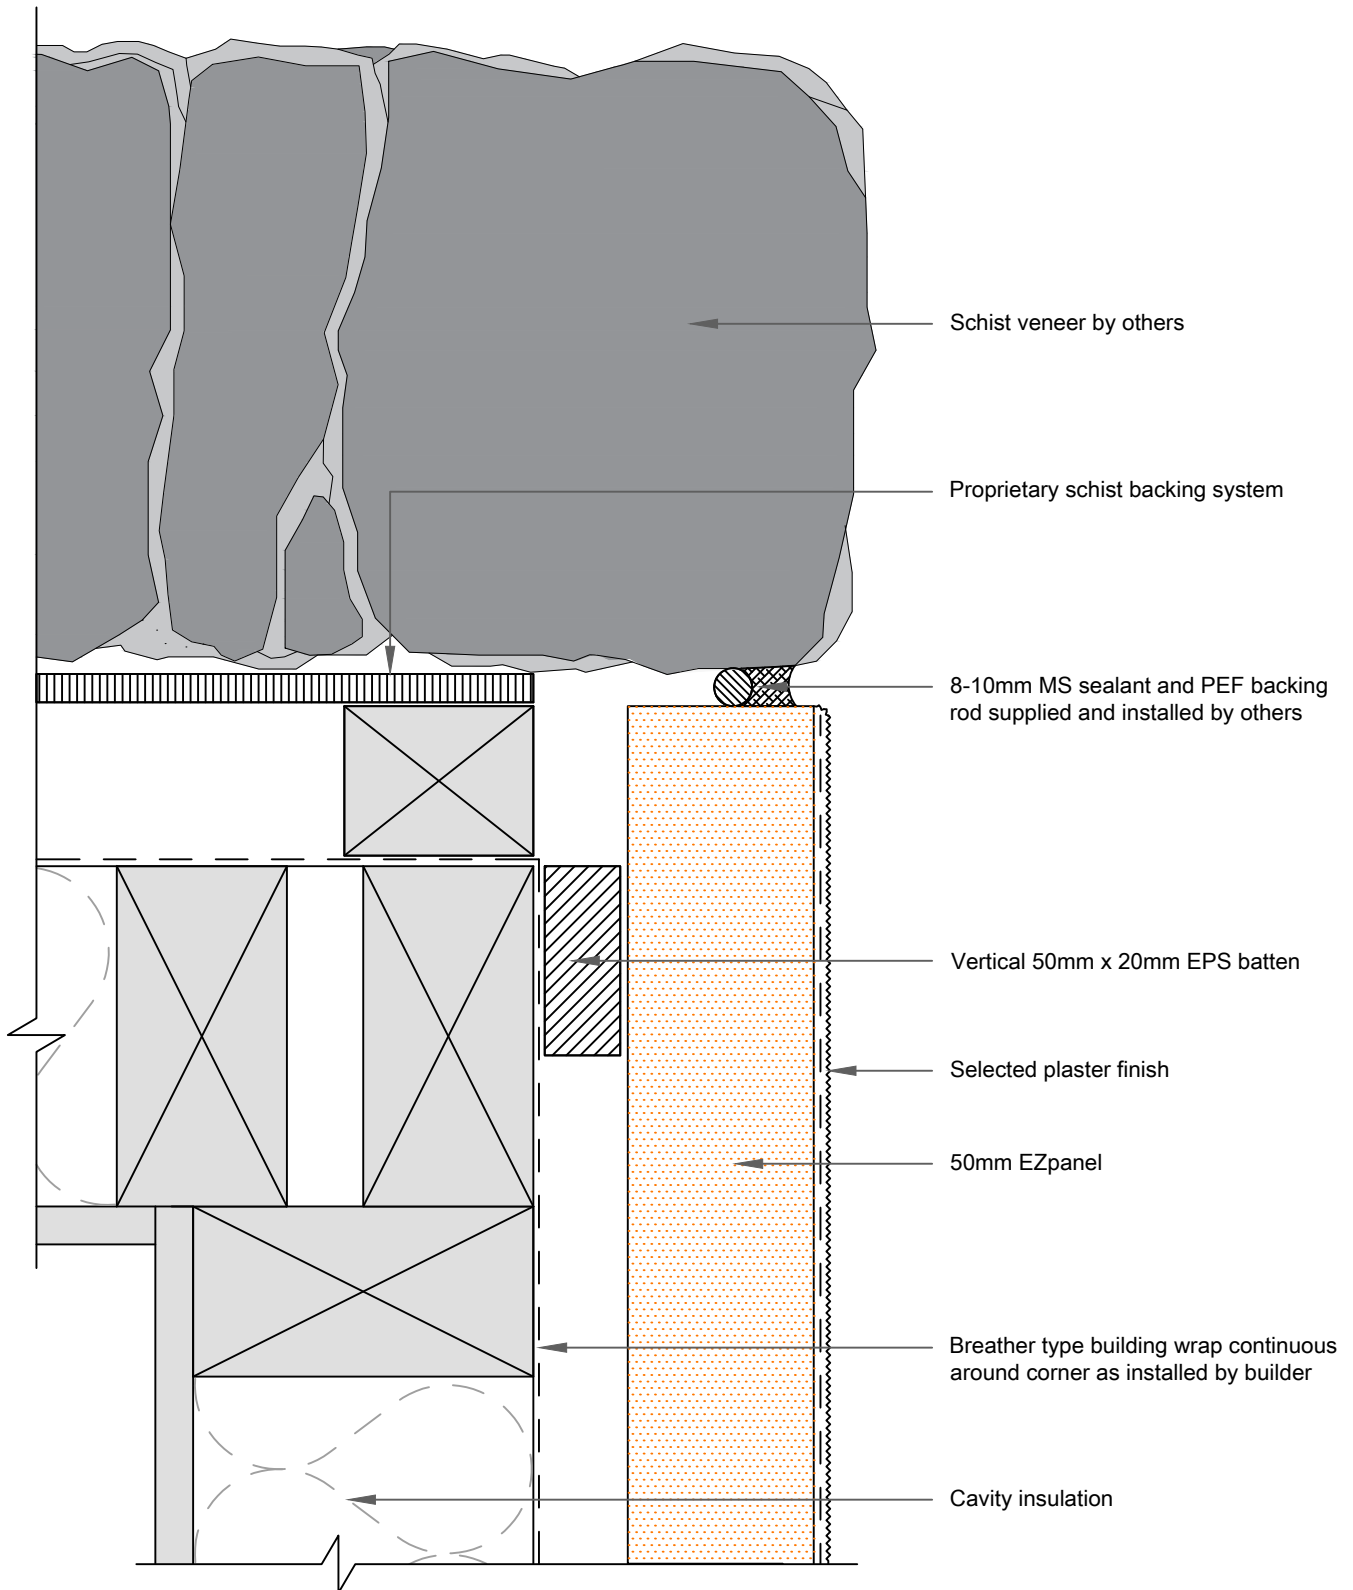 Schist veneer by others
Proprietary schist backing system
8-10mm MS sealant and PEF backing
rod supplied and installed by others
Vertical 50mm x 20mm EPS batten
Selected plaster finish
50mm EZpanel
Breather type building wrap continuous
around corner as installed by builder
Cavity insulation